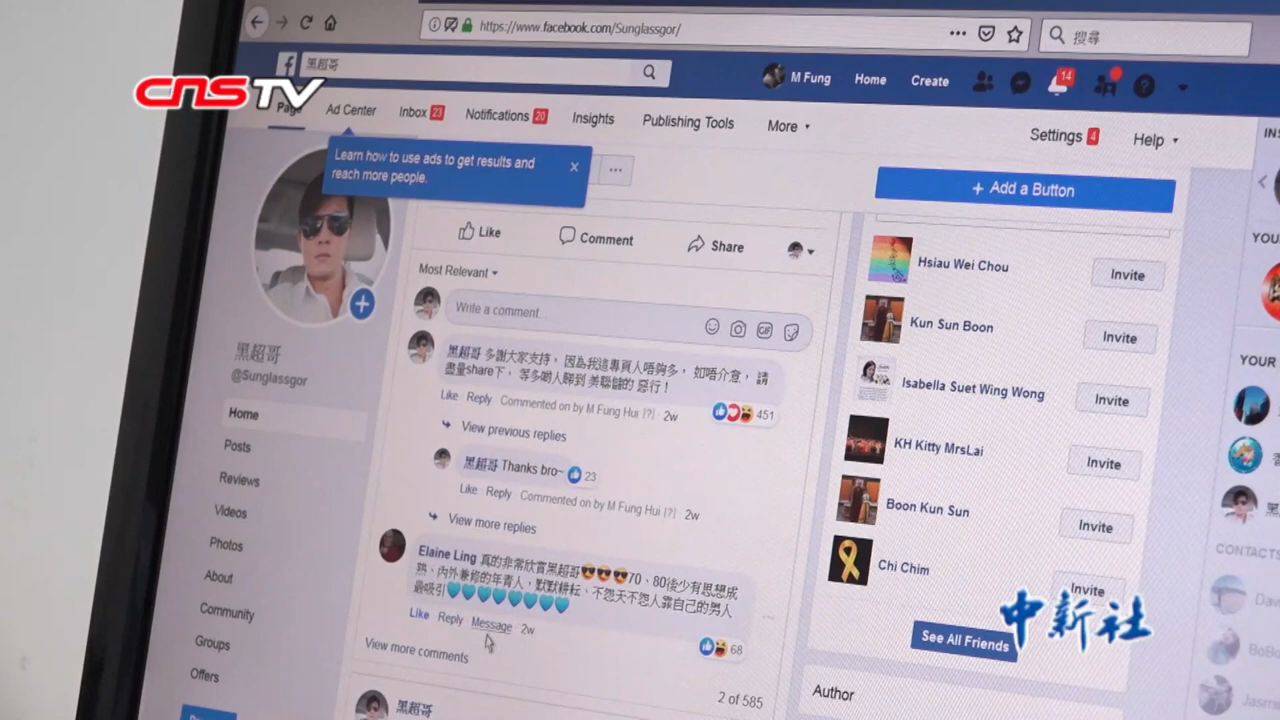 https://www.facebook.com/Sunglassgor/
搜尋
黑超哥
M Fung
Home
Create
14
CNSTV
Page
Ad Center
Inbox 23
Notifications 20
Insights
Publishing Tools
More
Settings 4
Help
Learn how to use ads to get results and
reach more people.
+ Add a Button
Like
Comment
Share
Most Relevant
Write a comment...
GIF
黑超哥 多謝大家支持，因為我這專頁人唔夠多，如唔介意，請
盡量share下，等多啲人睇到 美聯儲的 惡行！
Like Reply Commented on by M Fung Hui [?] 2w
451
View previous replies
黑超哥 Thanks bro~
23
Like Reply Commented on by M Fung Hui [?] 2w
View more replies
Elaine Ling 真的非常欣賞黑超哥😎😎😎70、80後少有思想成
熟、內外兼修的年青人，默默耕耘、不怨天不怨人靠自己的男人
最吸引💙💙💙💙💙💙💙💙
Like Reply Message 2w
68
View more comments
2 of 585
黑超哥
黑超哥
@Sunglassgor
Home
Posts
Reviews
Videos
Photos
About
Community
Groups
Offers
Hsiau Wei Chou
Invite
Kun Sun Boon
Invite
Isabella Suet Wing Wong
Invite
KH Kitty MrsLai
Invite
Boon Kun Sun
Invite
Chi Chim
Invite
See All Friends
Author
中新社
INS
YOU
YOUR
CONTACTS